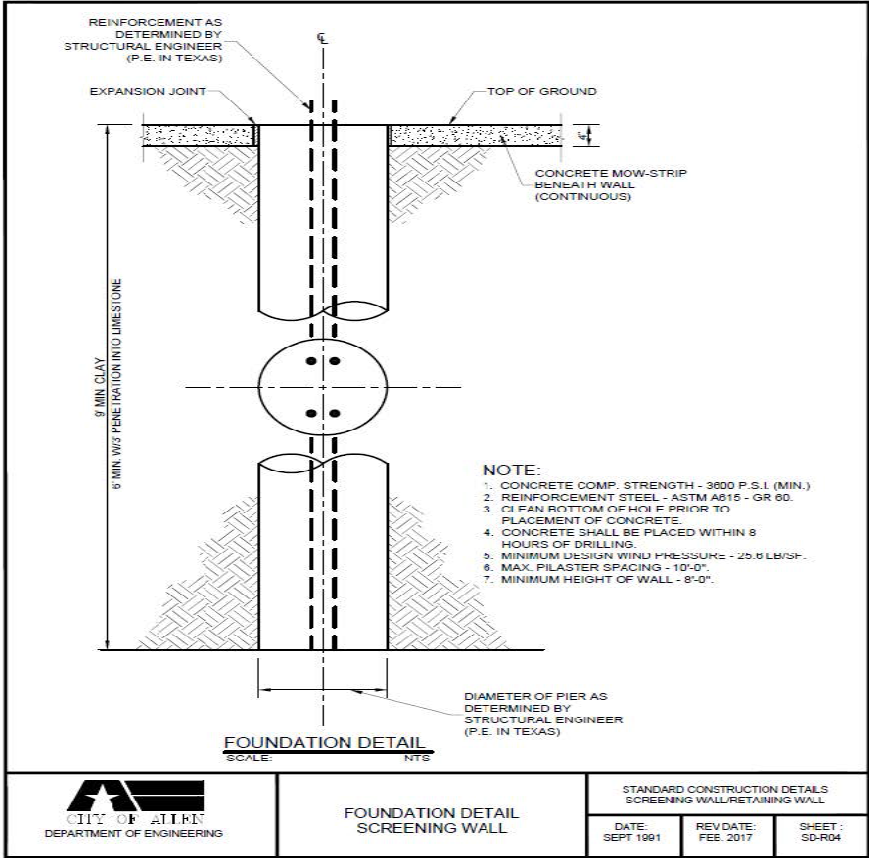 REINFORCEMENT AS
DETERMINED BY
STRUCTURAL ENGINEER
(P.E. IN TEXAS)
℄
EXPANSION JOINT
TOP OF GROUND
4"
CONCRETE MOW-STRIP
BENEATH WALL
(CONTINUOUS)
9' MIN CLAY
6' MIN. W/3' PENETRATION INTO LIMESTONE
NOTE:
1. CONCRETE COMP. STRENGTH - 3600 P.S.I. (MIN.)
2. REINFORCEMENT STEEL - ASTM A615 - GR 60.
3. CLEAN BOTTOM OF HOLE PRIOR TO
PLACEMENT OF CONCRETE.
4. CONCRETE SHALL BE PLACED WITHIN 8
HOURS OF DRILLING.
5. MINIMUM DESIGN WIND PRESSURE - 25.6 LB/SF.
6. MAX. PILASTER SPACING - 10'-0".
7. MINIMUM HEIGHT OF WALL - 8'-0".
DIAMETER OF PIER AS
DETERMINED BY
STRUCTURAL ENGINEER
(P.E. IN TEXAS)
FOUNDATION DETAIL
SCALE: NTS
CITY OF ALLEN
DEPARTMENT OF ENGINEERING
FOUNDATION DETAIL
SCREENING WALL
STANDARD CONSTRUCTION DETAILS
SCREENING WALL/RETAINING WALL
DATE:
SEPT 1991
REV DATE:
FEB. 2017
SHEET :
SD-R04